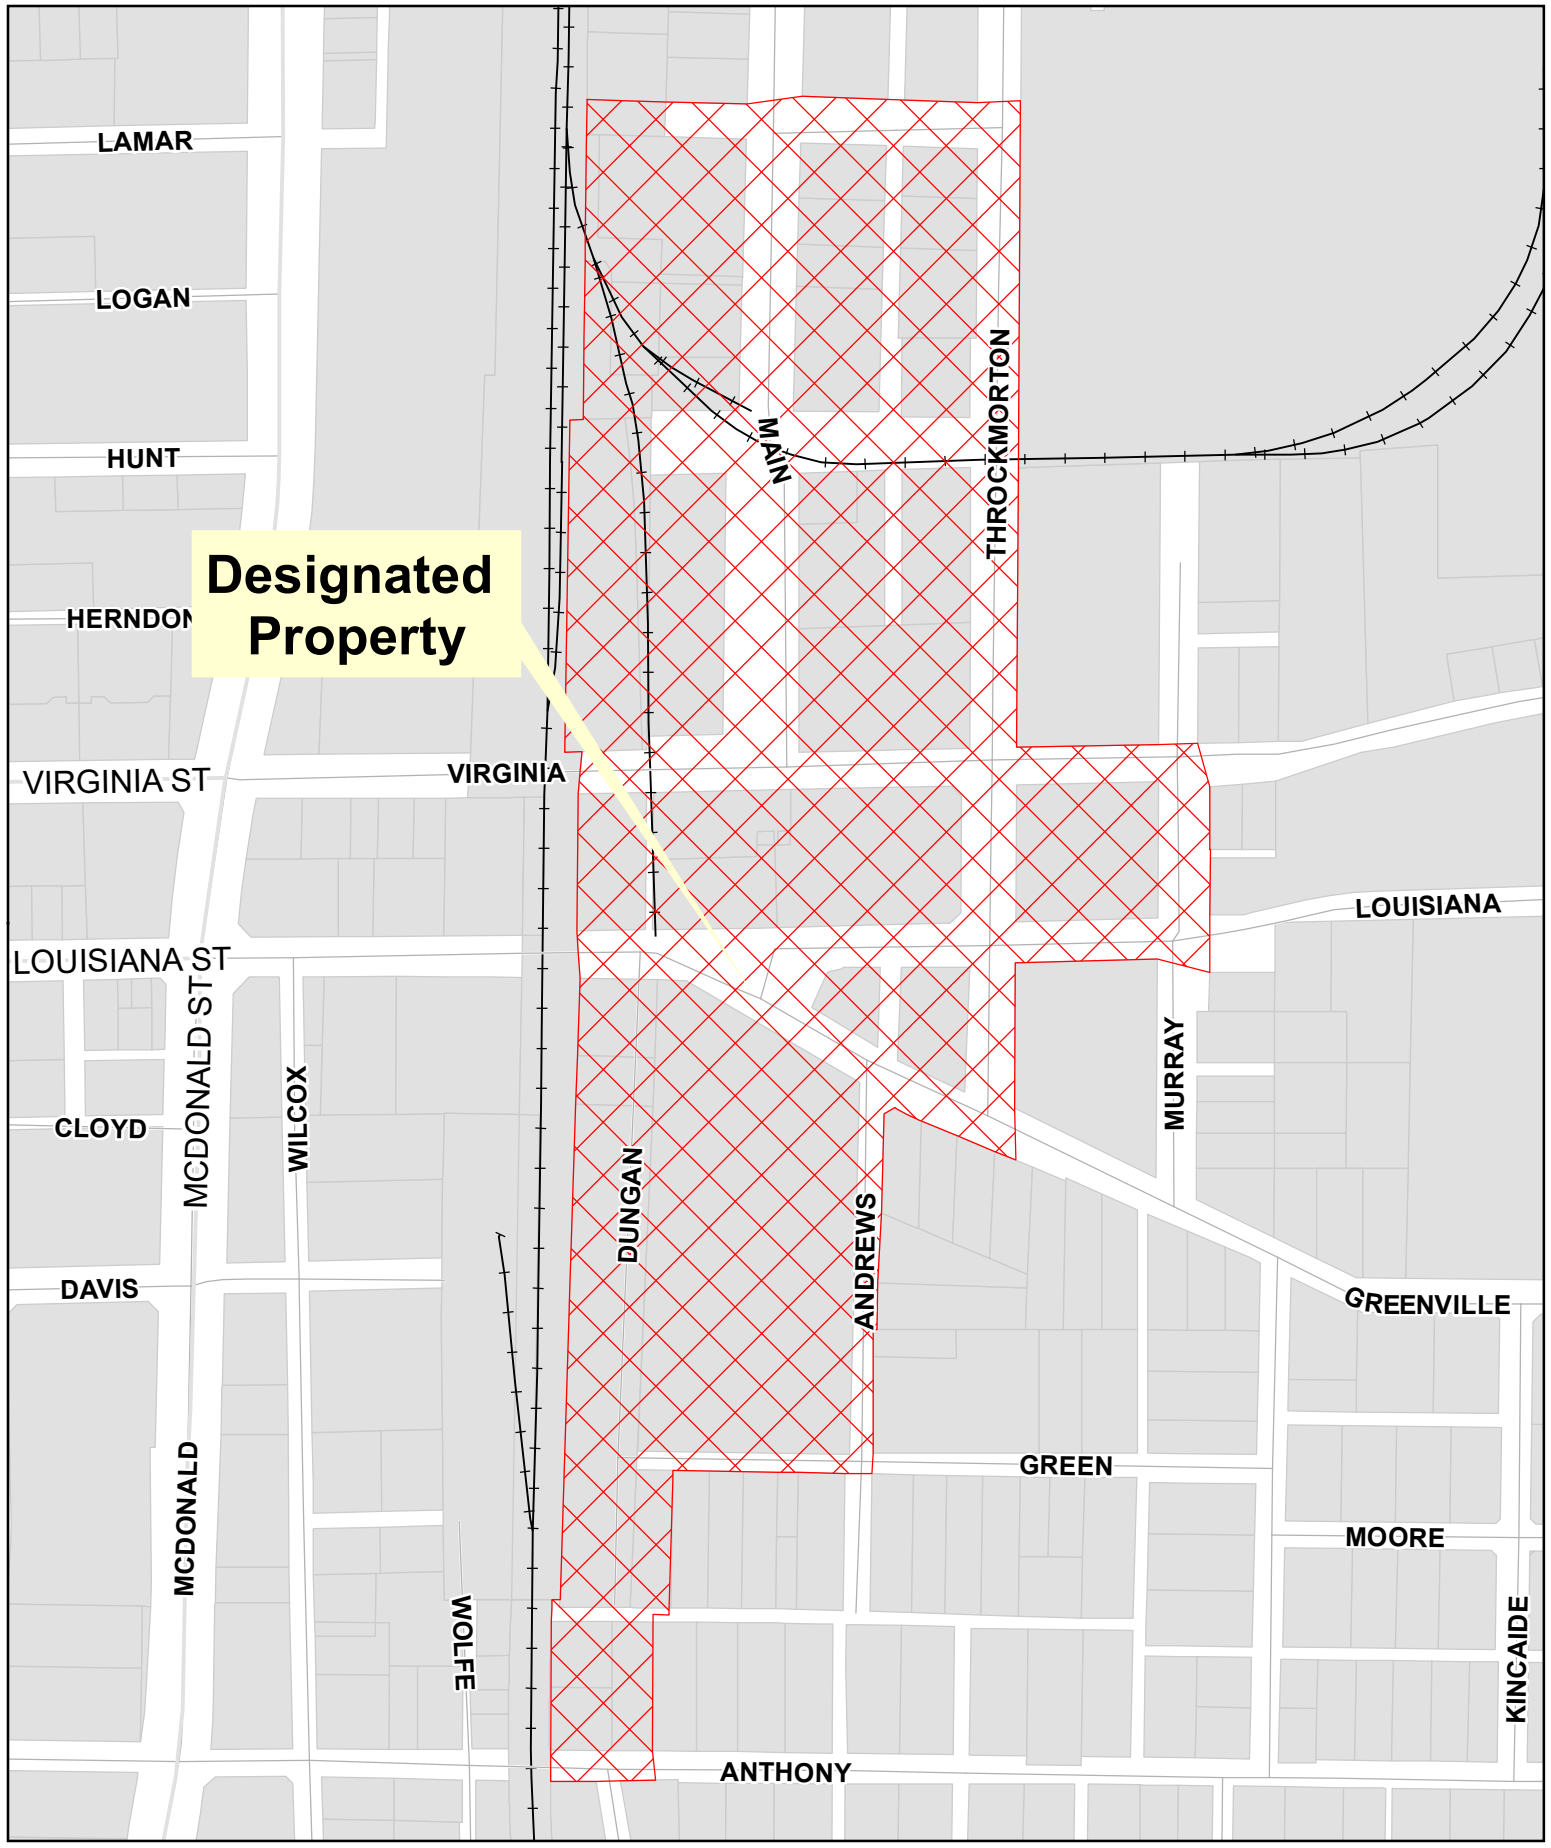 LAMAR
LOGAN
HUNT
THROCKMORTON
MAIN
Designated
Property
HERNDON
VIRGINIA ST
VIRGINIA
LOUISIANA
LOUISIANA ST
MCDONALD ST
WILCOX
CLOYD
MURRAY
DUNGAN
ANDREWS
DAVIS
GREENVILLE
GREEN
MCDONALD
MOORE
WOLFE
KINCAIDE
ANTHONY